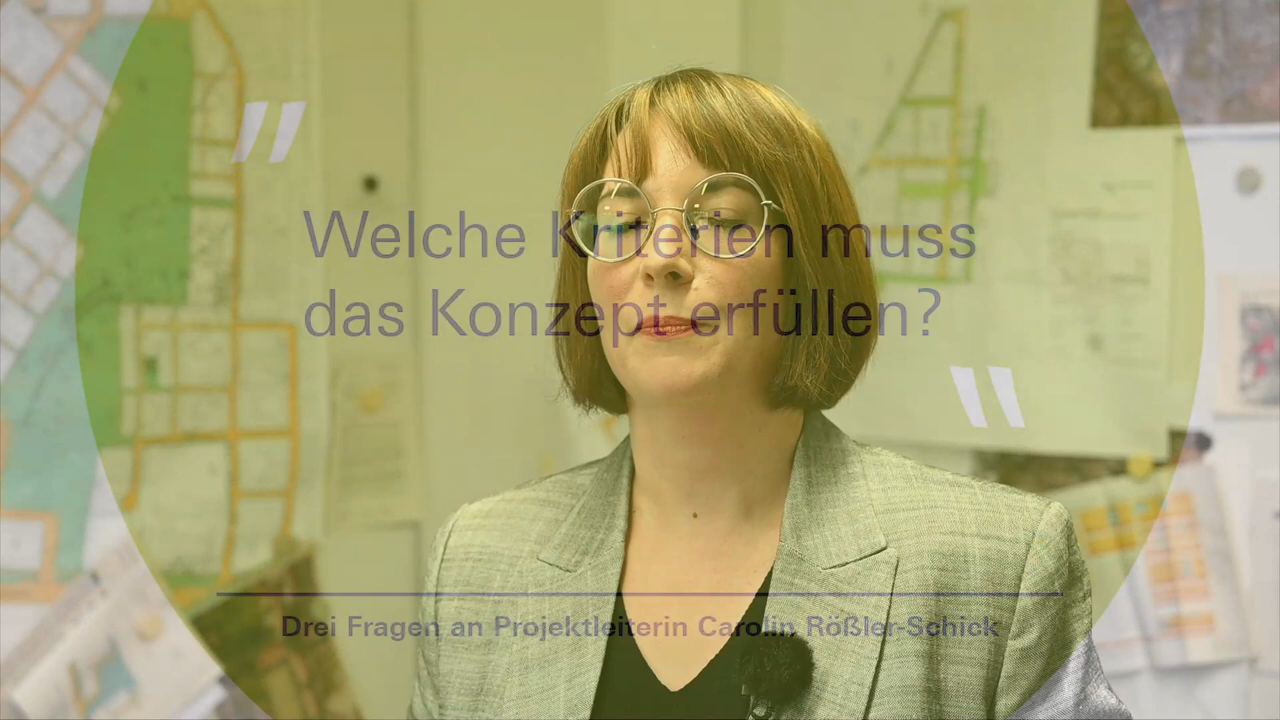 Welche Kriterien muss
das Konzept erfüllen?
Drei Fragen an Projektleiterin Carolin Rößler-Schick